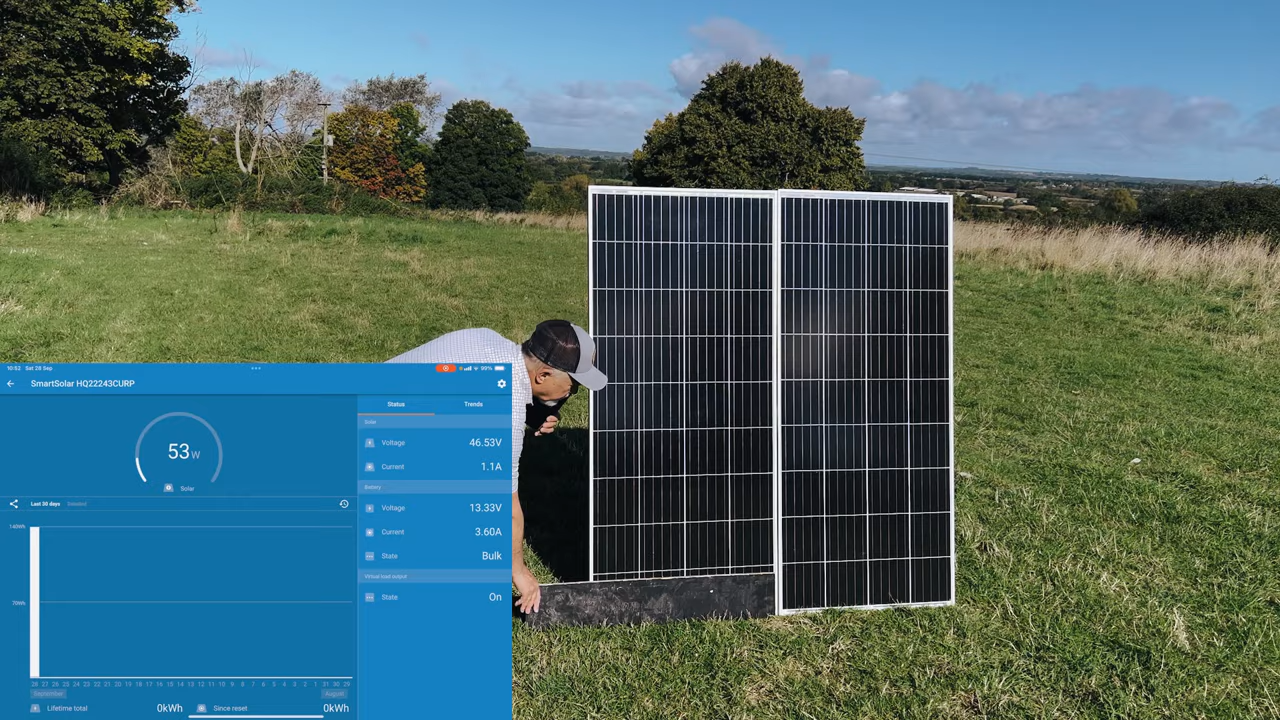 10:52 Sat 28 Sep
99%
SmartSolar HQ22243CURP
Status Trends
Solar
Voltage 46.53V
Current 1.1A
Battery
Voltage 13.33V
Current 3.60A
State Bulk
Virtual load output
State On
53W
Solar
Last 30 days
140Wh
70Wh
28 27 26 25 24 23 22 21 20 19 18 17 16 15 14 13 12 11 10 9 8 7 6 5 4 3 2 1 31 30 29
September August
Lifetime total 0kWh Since reset 0kWh